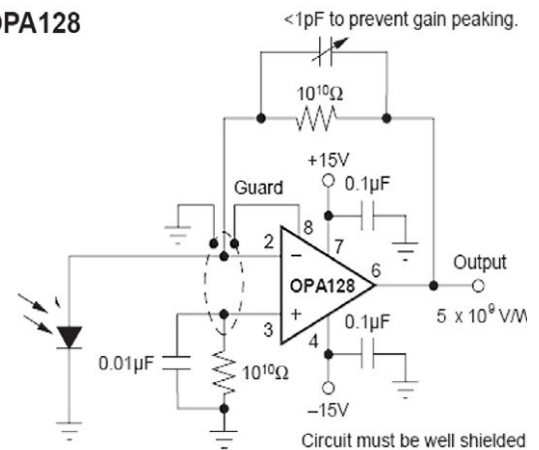 OPA128
<1pF to prevent gain peaking.
10¹⁰Ω
+15V
Guard
0.1µF
8
2
7
–
OPA128
6
Output
+
5 x 10⁹ V/W
3
4
0.1µF
0.01µF
10¹⁰Ω
–15V
Circuit must be well shielded